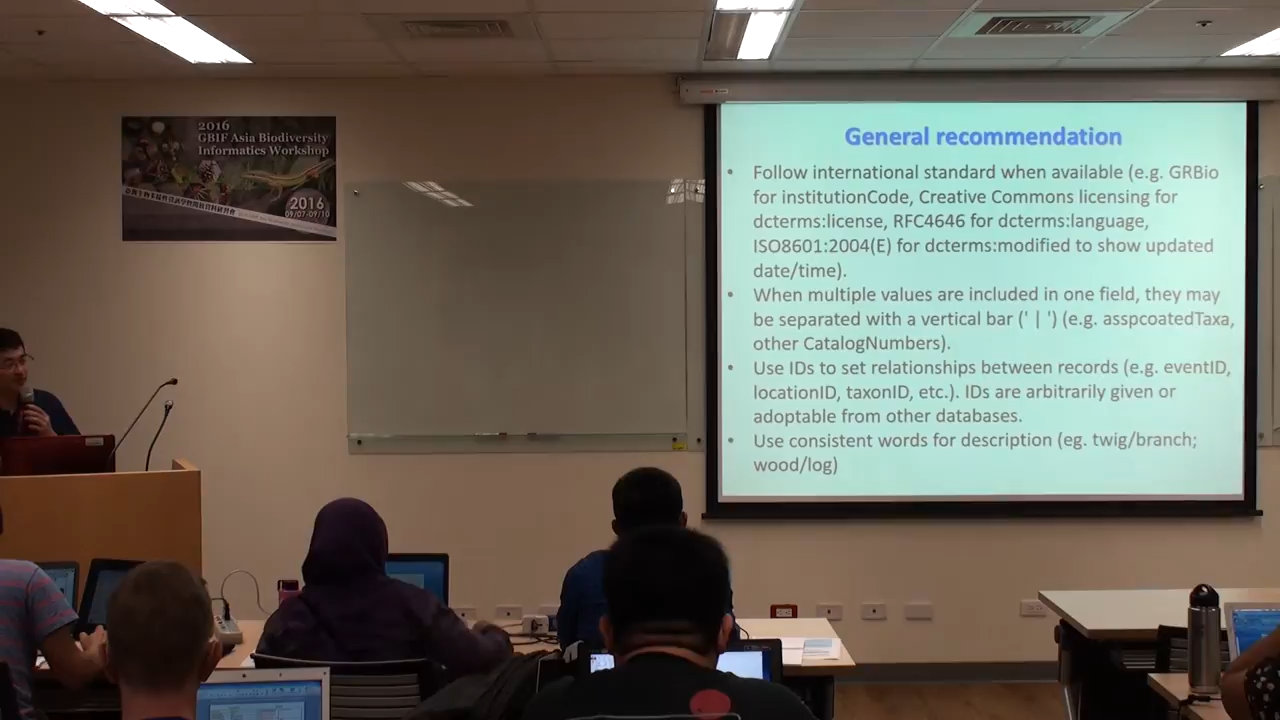 2016
GBIF Asia Biodiversity
Informatics Workshop
2016
09/07-09/10
General recommendation
• Follow international standard when available (e.g. GRBio
for institutionCode, Creative Commons licensing for
dcterms:license, RFC4646 for dcterms:language,
ISO8601:2004(E) for dcterms:modified to show updated
date/time).
• When multiple values are included in one field, they may
be separated with a vertical bar (' | ') (e.g. asspcoatedTaxa,
other CatalogNumbers).
• Use IDs to set relationships between records (e.g. eventID,
locationID, taxonID, etc.). IDs are arbitrarily given or
adoptable from other databases.
• Use consistent words for description (eg. twig/branch;
wood/log)